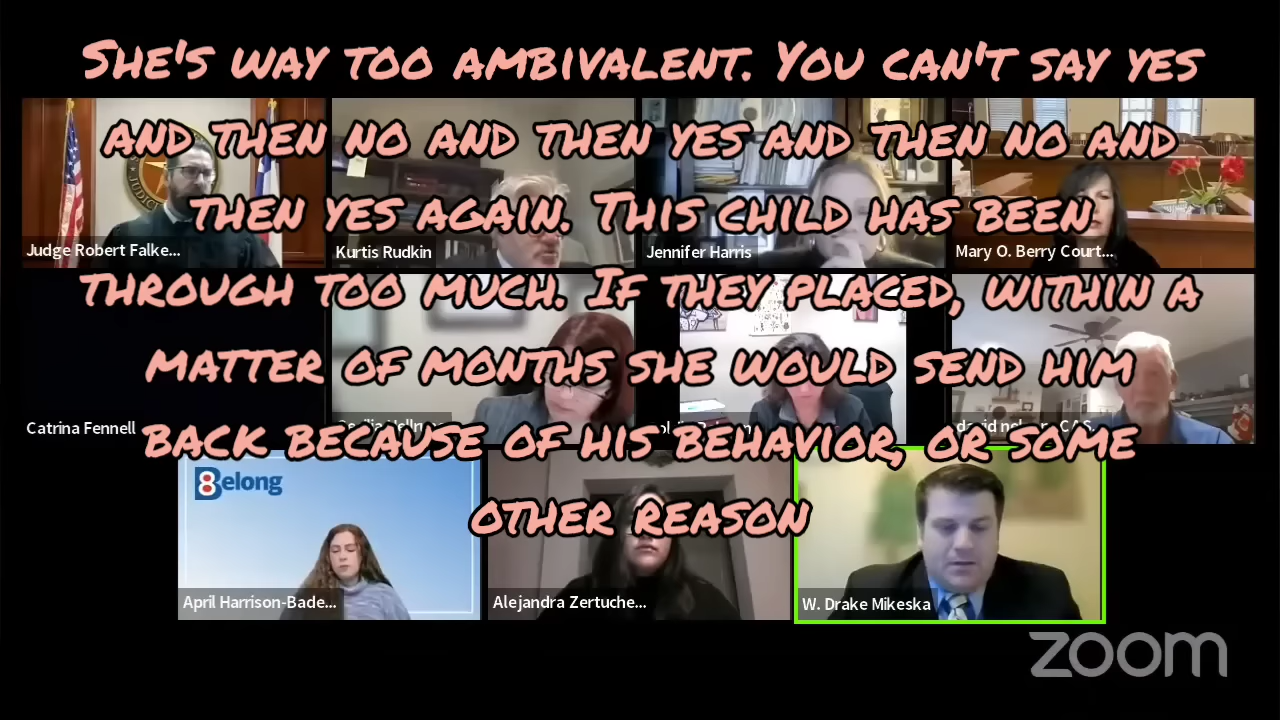 She's way too ambivalent. You can't say yes
and then no and then yes and then no and
then yes again. This child has been
through too much. If they placed, within a
matter of months she would send him
back because of his behavior, or some
other reason
Judge Robert Falke...
Kurtis Rudkin
Jennifer Harris
Mary O. Berry Court...
Catrina Fennell
8elong
April Harrison-Bade...
Alejandra Zertuche...
W. Drake Mikeska
zoom